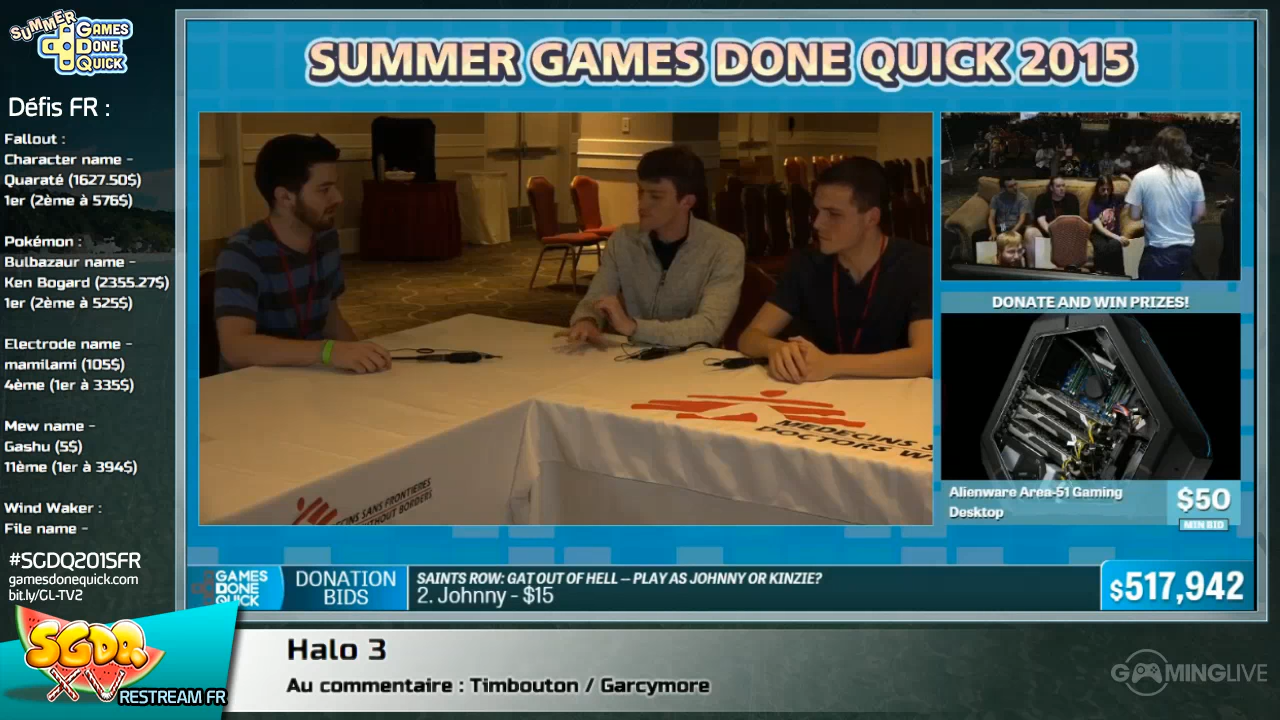 SUMMER
GAMES
DONE
QUICK
Défis FR :
Fallout :
Character name -
Quaraté (1627.50$)
1er (2ème à 576$)
Pokémon :
Bulbazaur name -
Ken Bogard (2355.27$)
1er (2ème à 525$)
Electrode name -
mamilami (105$)
4ème (1er à 335$)
Mew name -
Gashu (5$)
11ème (1er à 394$)
Wind Waker :
File name -
#SGDQ2015FR
gamesdonequick.com
bit.ly/GL-TV2
SGDQ
XV
RESTREAM FR
SUMMER GAMES DONE QUICK 2015
MEDECINS S
DOCTORS W
MEDECINS SANS FRONTIERES
WITHOUT BORDERS
DONATE AND WIN PRIZES!
Alienware Area-51 Gaming
Desktop
$50
MIN BID
GAMES
DONE
QUICK
DONATION
BIDS
SAINTS ROW: GAT OUT OF HELL – PLAY AS JOHNNY OR KINZIE?
2. Johnny - $15
$517,942
Halo 3
Au commentaire : Timbouton / Garcymore
GAMINGLIVE